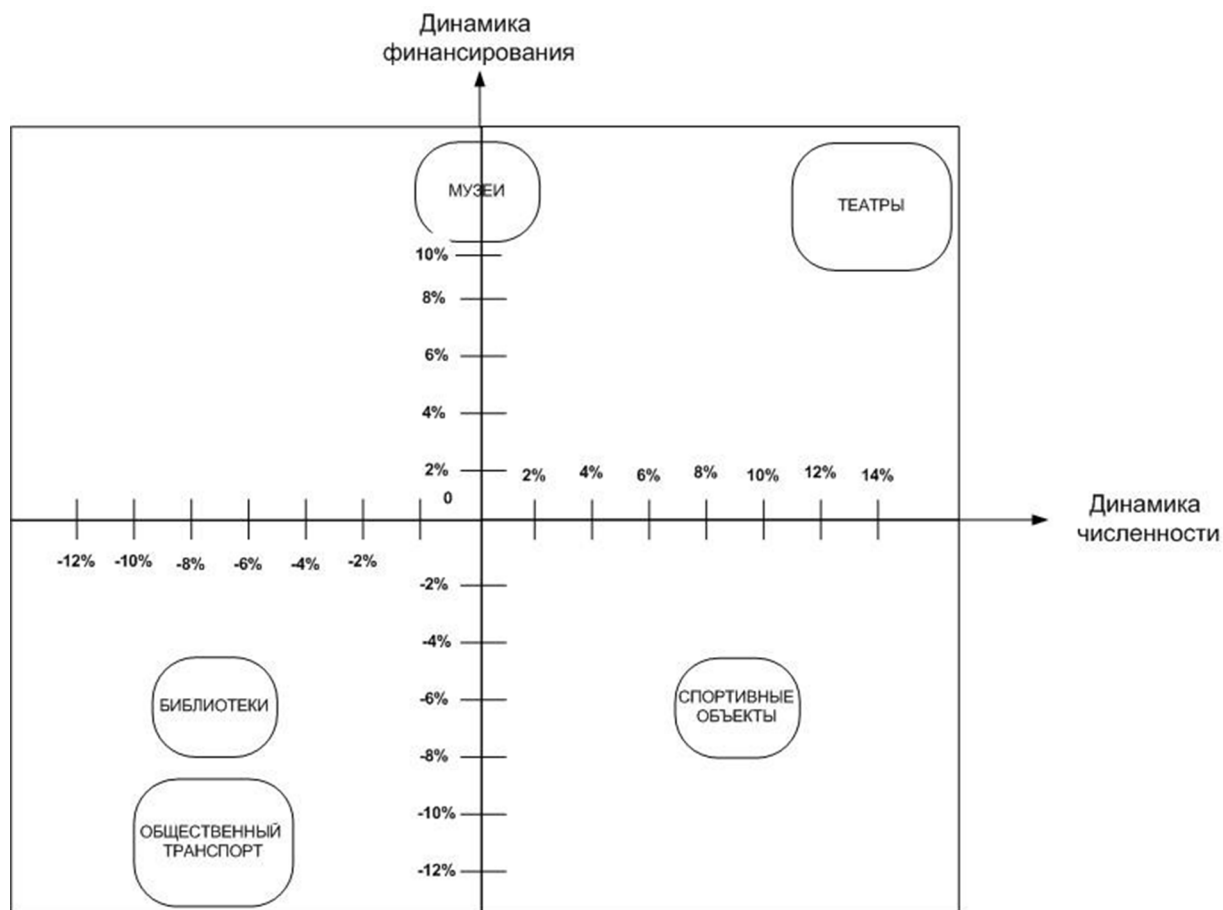 Динамика
финансирования
МУЗЕИ
ТЕАТРЫ
10%
8%
6%
4%
2%
0
2% 4% 6% 8% 10% 12% 14%
Динамика
численности
-12% -10% -8% -6% -4% -2%
-2%
-4%
-6%
-8%
-10%
-12%
БИБЛИОТЕКИ
СПОРТИВНЫЕ
ОБЪЕКТЫ
ОБЩЕСТВЕННЫЙ
ТРАНСПОРТ